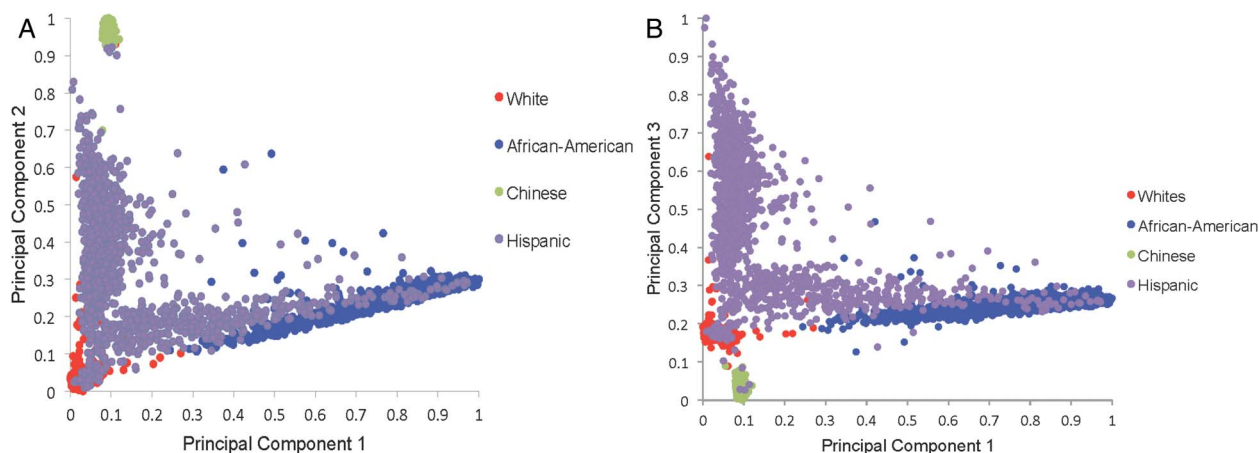 A
1
0.9
0.8
0.7
0.6
0.5
0.4
0.3
0.2
0.1
0
Principal Component 2
0 0.1 0.2 0.3 0.4 0.5 0.6 0.7 0.8 0.9 1
Principal Component 1
White
African-American
Chinese
Hispanic
B
1
0.9
0.8
0.7
0.6
0.5
0.4
0.3
0.2
0.1
0
Principal Component 3
0 0.1 0.2 0.3 0.4 0.5 0.6 0.7 0.8 0.9 1
Principal Component 1
Whites
African-American
Chinese
Hispanic